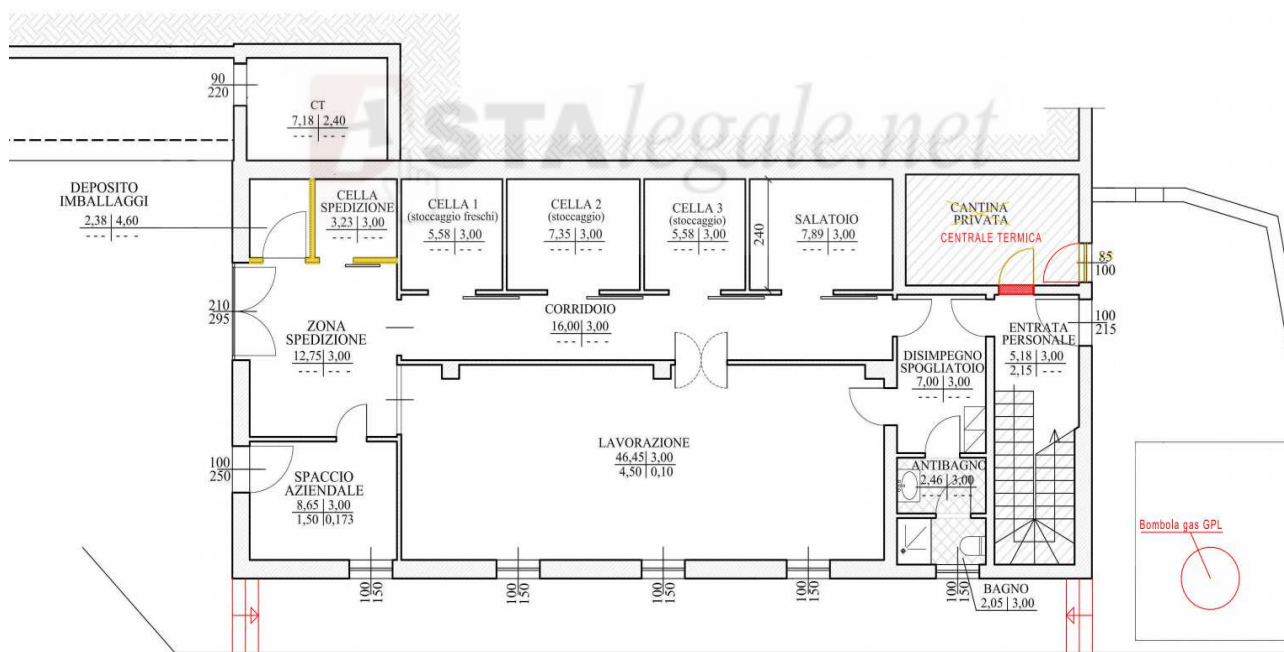 ASTAlegale.net
90
220
CT
7,18 | 2,40
--- | ---
DEPOSITO
IMBALLAGGI
2,38 | 4,60
--- | ---
CELLA
SPEDIZIONE
3,23 | 3,00
--- | ---
CELLA 1
(stoccaggio freschi)
5,58 | 3,00
--- | ---
CELLA 2
(stoccaggio)
7,35 | 3,00
--- | ---
CELLA 3
(stoccaggio)
5,58 | 3,00
--- | ---
240
SALATOIO
7,89 | 3,00
--- | ---
CANTINA
PRIVATA
CENTRALE TERMICA
85
100
210
295
ZONA
SPEDIZIONE
12,75 | 3,00
--- | ---
CORRIDOIO
16,00 | 3,00
--- | ---
DISIMPEGNO
SPOGLIATOIO
7,00 | 3,00
--- | ---
ENTRATA
PERSONALE
5,18 | 3,00
2,15 | ---
100
215
100
250
SPACCIO
AZIENDALE
8,65 | 3,00
1,50 | 0,173
LAVORAZIONE
46,45 | 3,00
4,50 | 0,10
ANTIBAGNO
2,46 | 3,00
--- | ---
Bombola gas GPL
100
150
100
150
100
150
100
150
100
150
BAGNO
2,05 | 3,00